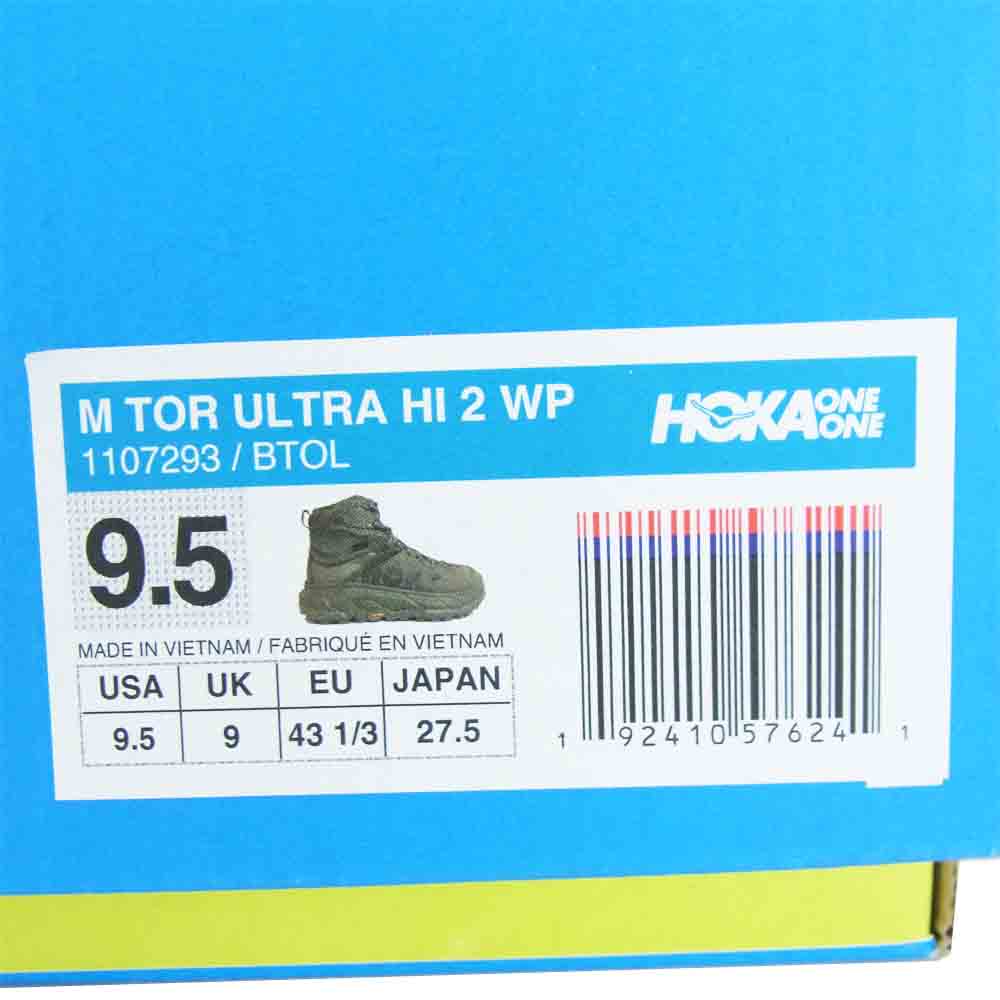 M TOR ULTRA HI 2 WP
1107293 / BTOL
HOKA ONE ONE
9.5
MADE IN VIETNAM / FABRIQUÉ EN VIETNAM
USA UK EU JAPAN
9.5 9 43 1/3 27.5
1 92410 57624 1